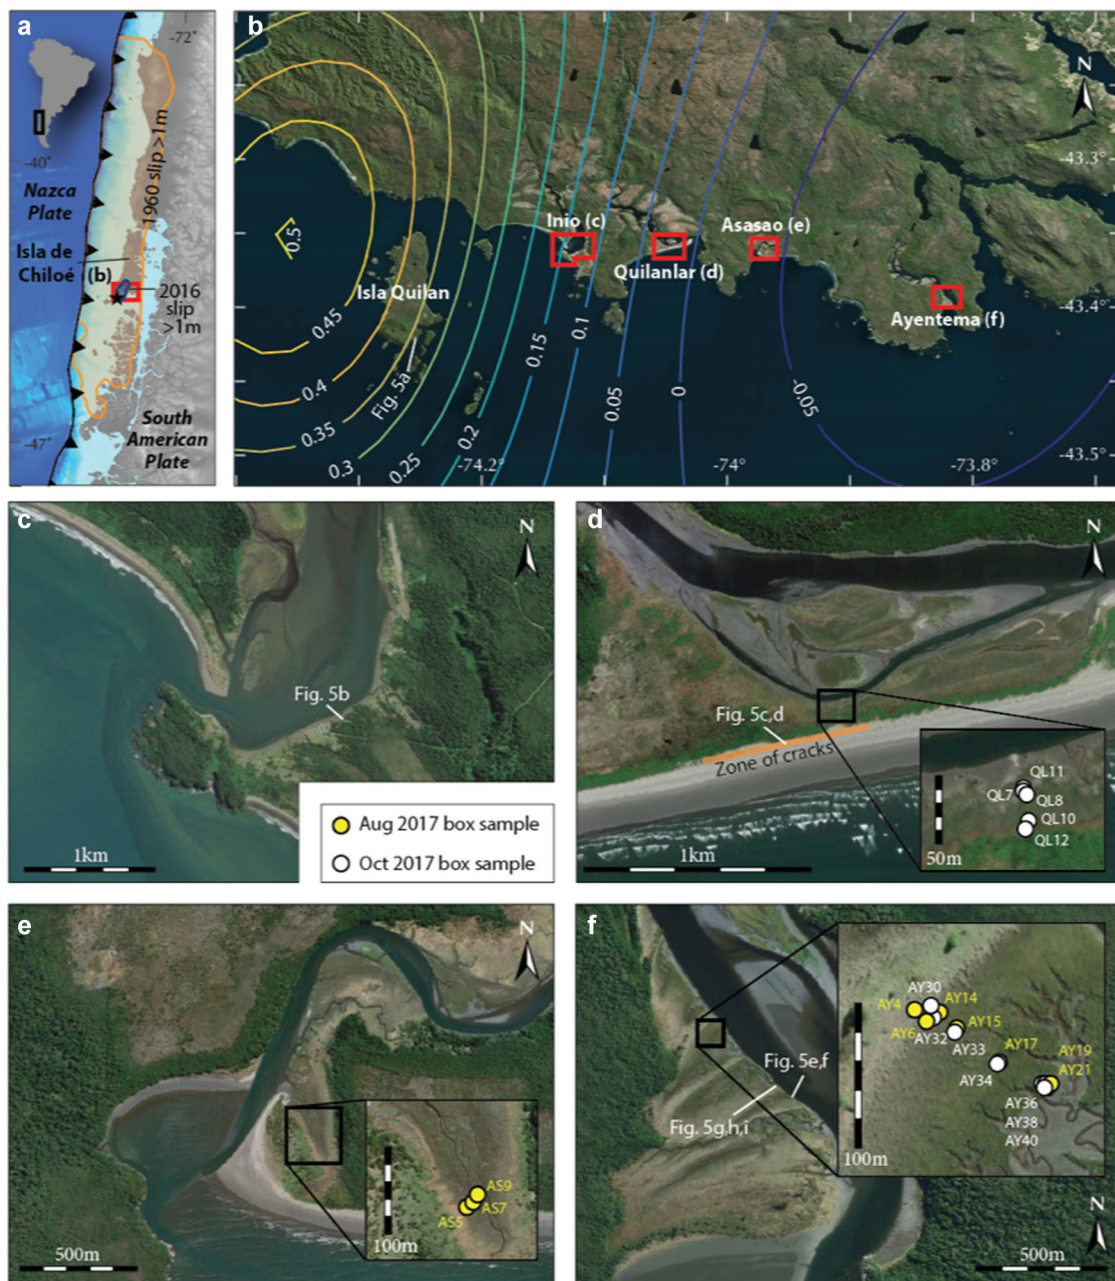 a
-72°
1960 slip >1m
-40°
Nazca
Plate
Isla de
Chiloé (b)
2016
slip
>1m
South
American
Plate
-47°
b
N
-43.3°
Inio (c)
Asasao (e)
0.5
Quilanlar (d)
Isla Quilan
-43.4°
Ayentema (f)
0.45
0.4
0.35
0.3
0.25
0.2
0.15
0.1
0.05
0
-0.05
Fig. 5a
-74.2°
-74°
-73.8°
-43.5°
c
N
Fig. 5b
1km
Aug 2017 box sample
Oct 2017 box sample
d
N
Fig. 5c,d
Zone of cracks
1km
QL11
QL7
QL8
QL10
QL12
50m
e
N
500m
AS9
AS7
AS5
100m
f
AY30
AY4
AY14
AY6
AY15
AY32
AY33
AY17
AY19
AY21
AY34
AY36
AY38
AY40
100m
Fig. 5e,f
Fig. 5g,h,i
N
500m